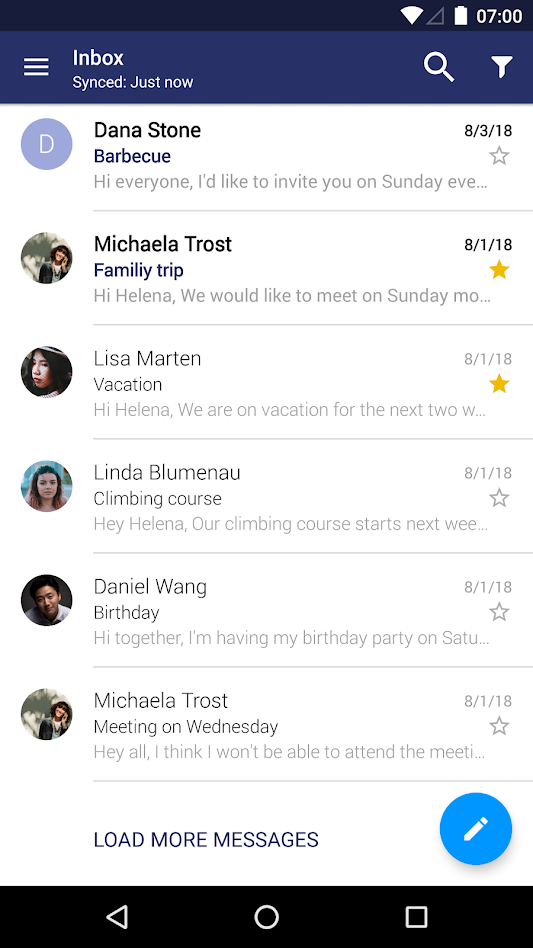 07:00
Inbox
Synced: Just now
D
Dana Stone 8/3/18
Barbecue
Hi everyone, I'd like to invite you on Sunday eve...
Michaela Trost 8/1/18
Familiy trip
Hi Helena, We would like to meet on Sunday mo...
Lisa Marten 8/1/18
Vacation
Hi Helena, We are on vacation for the next two w...
Linda Blumenau 8/1/18
Climbing course
Hey Helena, Our climbing course starts next wee...
Daniel Wang 8/1/18
Birthday
Hi together, I'm having my birthday party on Satu...
Michaela Trost 8/1/18
Meeting on Wednesday
Hey all, I think I won't be able to attend the meeti...
LOAD MORE MESSAGES